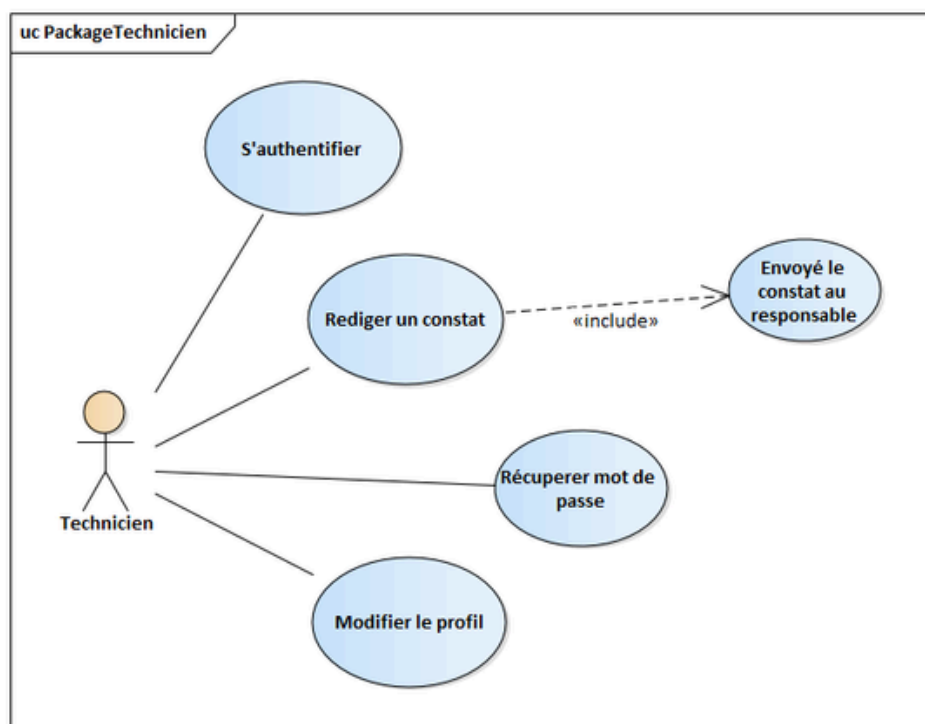 uc PackageTechnicien
S'authentifier
Envoyé le
constat au
responsable
Rediger un constat
«include»
Récuperer mot de
passe
Technicien
Modifier le profil